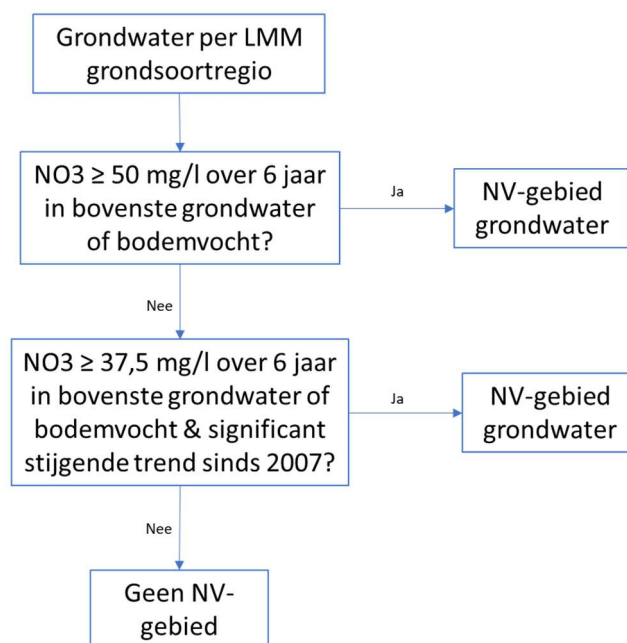 Grondwater per LMM
grondsoortregio
NO3 ≥ 50 mg/l over 6 jaar
in bovenste grondwater
of bodemvocht?
Ja
NV-gebied
grondwater
Nee
NO3 ≥ 37,5 mg/l over 6 jaar
in bovenste grondwater of
bodemvocht & significant
stijgende trend sinds 2007?
Ja
NV-gebied
grondwater
Nee
Geen NV-
gebied